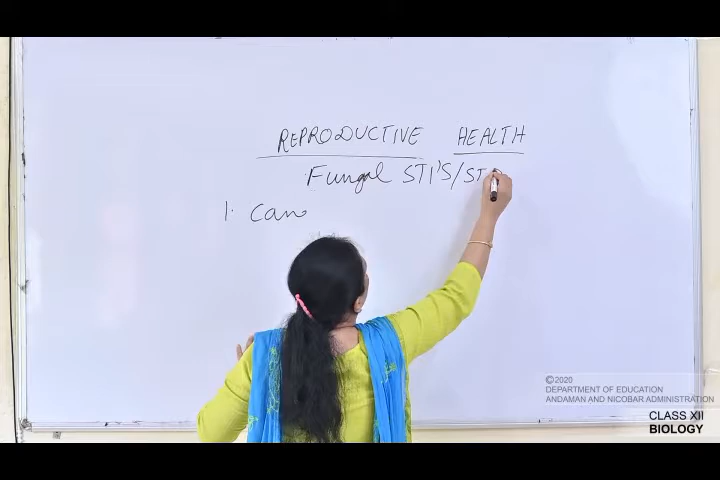 REPRODUCTIVE HEALTH
Fungal STI'S/ST
1. Can
©2020
DEPARTMENT OF EDUCATION
ANDAMAN AND NICOBAR ADMINISTRATION
CLASS XII
BIOLOGY